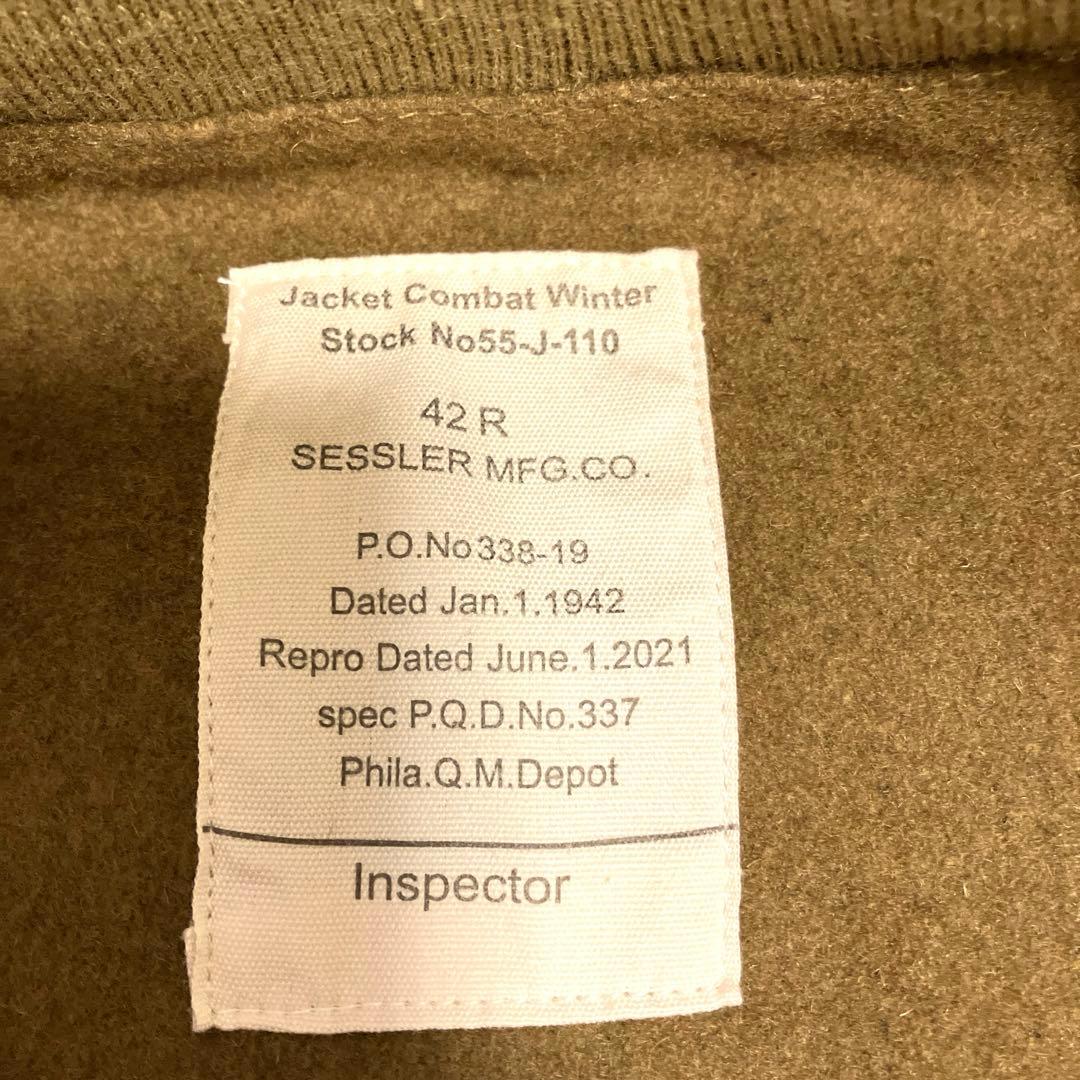 Jacket Combat Winter
Stock No55-J-110
42 R
SESSLER MFG.CO.
P.O.No338-19
Dated Jan.1.1942
Repro Dated June.1.2021
spec P.Q.D.No.337
Phila.Q.M.Depot
Inspector